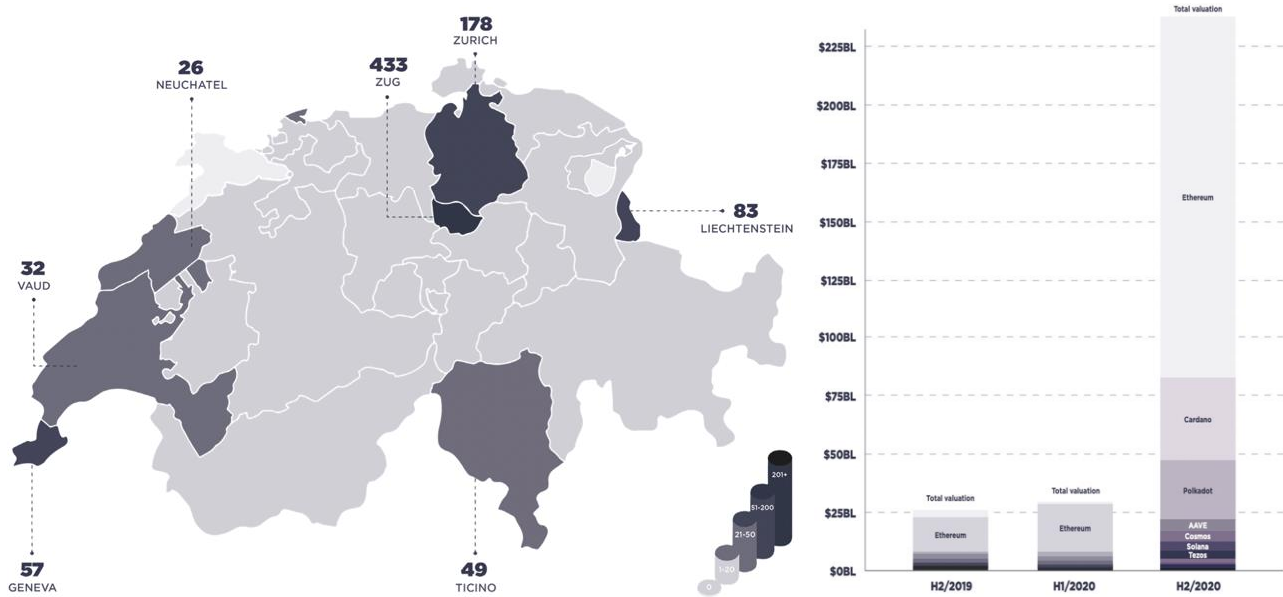 178
ZURICH
433
ZUG
26
NEUCHATEL
83
LIECHTENSTEIN
32
VAUD
57
GENEVA
49
TICINO
201+
51-200
21-50
1-20
0
$225BL
$200BL
$175BL
$150BL
$125BL
$100BL
$75BL
$50BL
$25BL
$0BL
Total valuation
Ethereum
H2/2019
Total valuation
Ethereum
H1/2020
Total valuation
Ethereum
Cardano
Polkadot
AAVE
Cosmos
Solana
Tezos
H2/2020